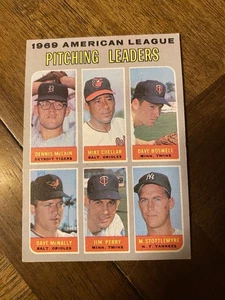 1969 AMERICAN LEAGUE
PITCHING LEADERS
DENNIS McLAIN
DETROIT TIGERS
MIKE CUELLAR
BALT. ORIOLES
DAVE BOSWELL
MINN. TWINS
DAVE McNALLY
BALT. ORIOLES
JIM PERRY
MINN. TWINS
M. STOTTLEMYRE
N. Y. YANKEES